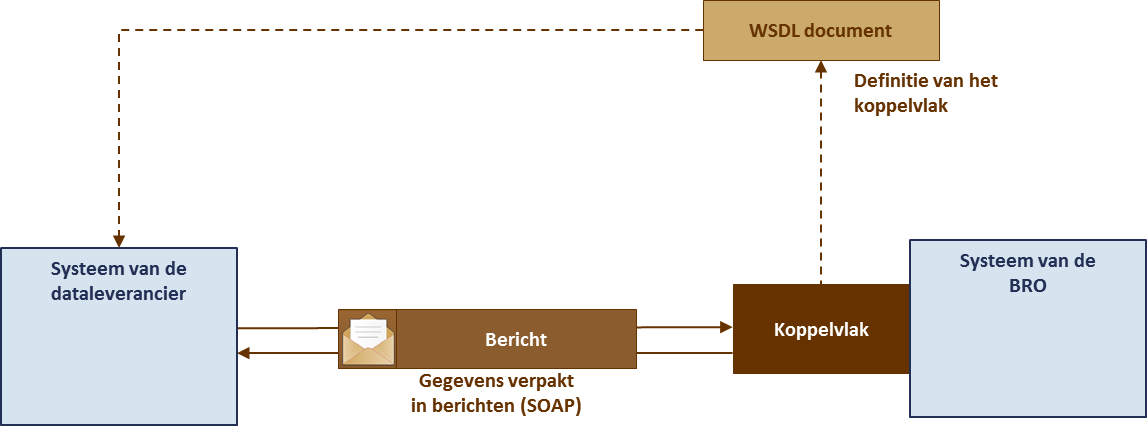 WSDL document
Definitie van het
koppelvlak
Systeem van de
dataleverancier
Systeem van de
BRO
Koppelvlak
Bericht
Gegevens verpakt
in berichten (SOAP)